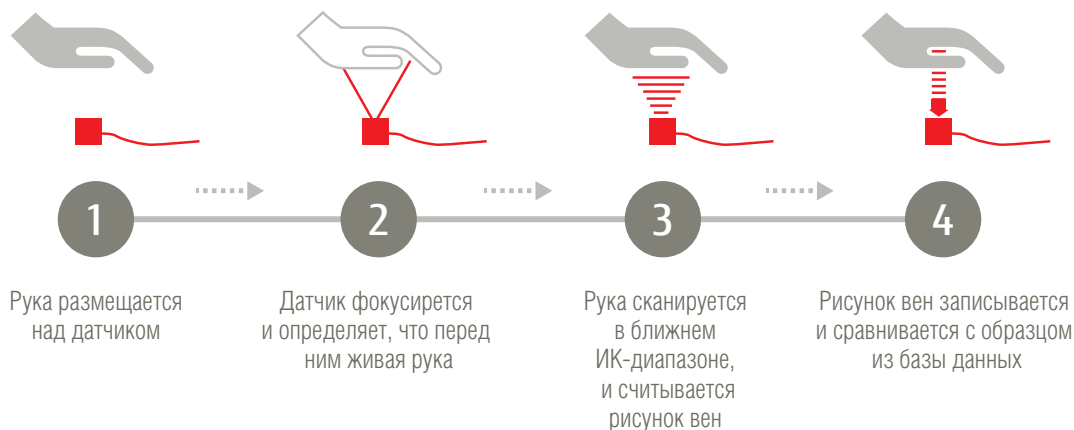 1
2
3
4
Рука размещается
над датчиком
Датчик фокусирется
и определяет, что перед
ним живая рука
Рука сканируется
в ближнем
ИК-диапазоне,
и считывается
рисунок вен
Рисунок вен записывается
и сравнивается с образцом
из базы данных